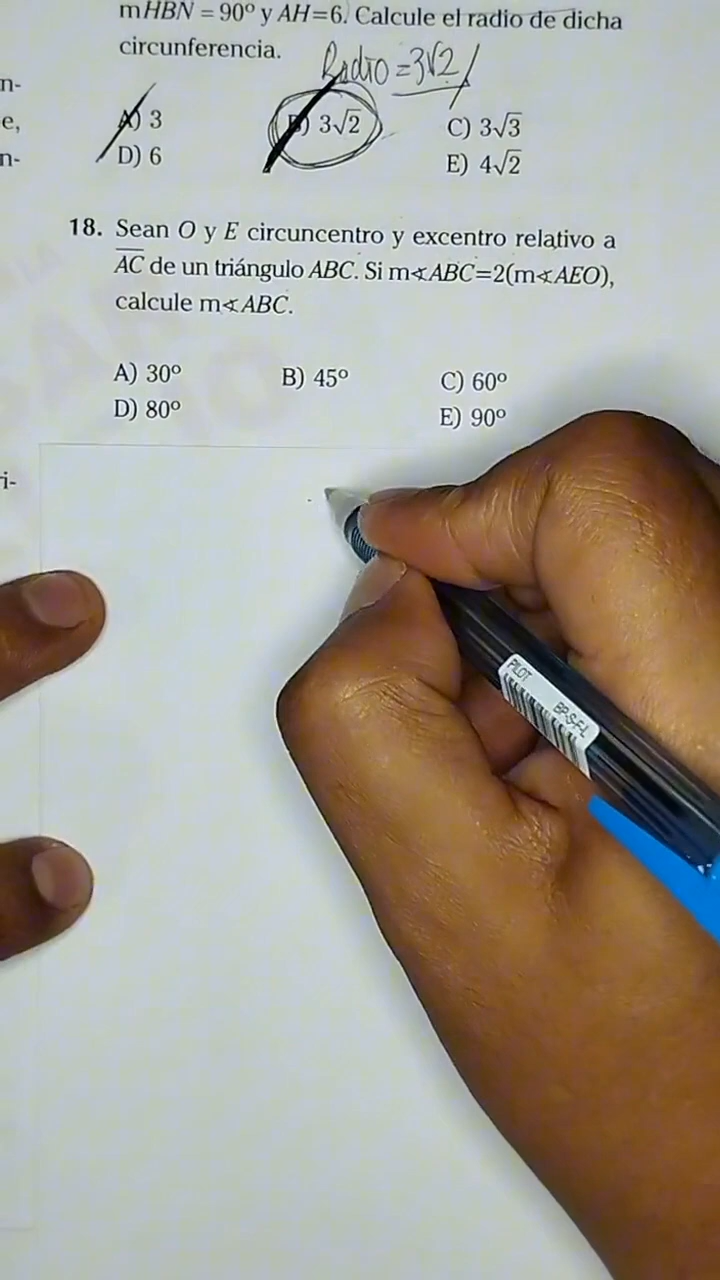 mHBN = 90° y AH=6. Calcule el radio de dicha
circunferencia.
Radio = 3√2
n-
e,
n-
A) 3
B) 3√2
C) 3√3
D) 6
E) 4√2
18. Sean O y E circuncentro y excentro relativo a
AC de un triángulo ABC. Si m∢ABC=2(m∢AEO),
calcule m∢ABC.
A) 30°
B) 45°
C) 60°
D) 80°
E) 90°
i-
PILOT
BP-S-F-L